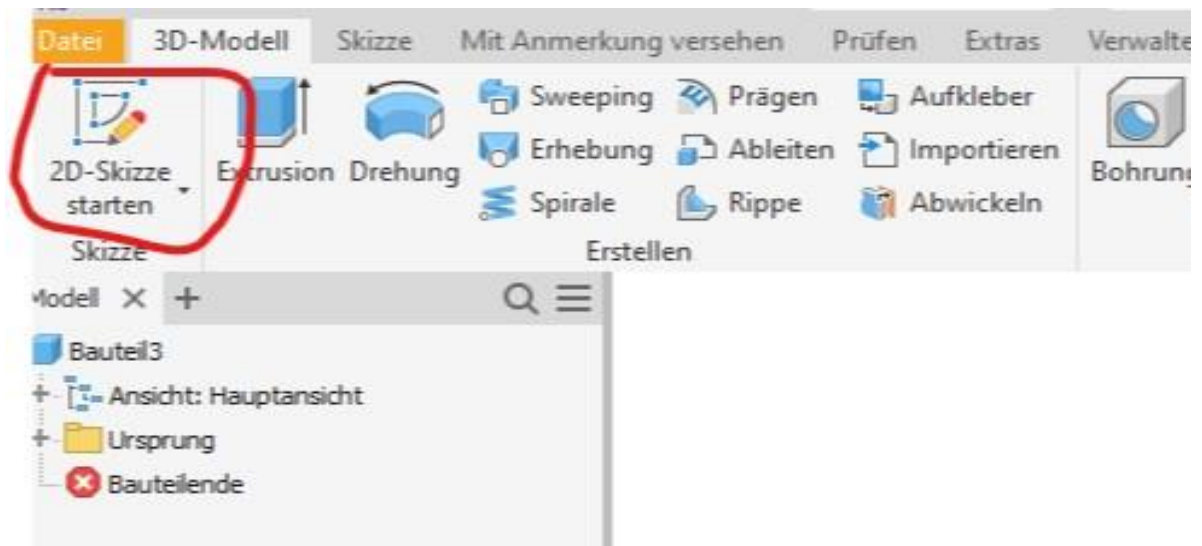 Datei 3D-Modell Skizze Mit Anmerkung versehen Prüfen Extras
2D-Skizze starten
Extrusion
Drehung
Sweeping
Erhebung
Spirale
Prägen
Ableiten
Rippe
Aufkleber
Importieren
Abwickeln
Bohrung
Skizze
Erstellen
Modell
Bauteil3
Ansicht: Hauptansicht
Ursprung
Bauteilende